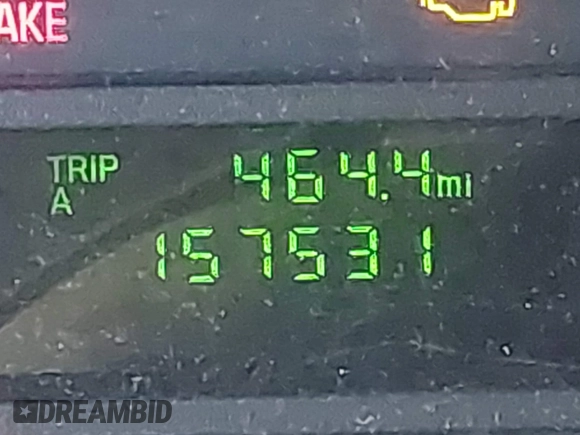 AKE
TRIP A 464.4mi
157531
DREAMBID